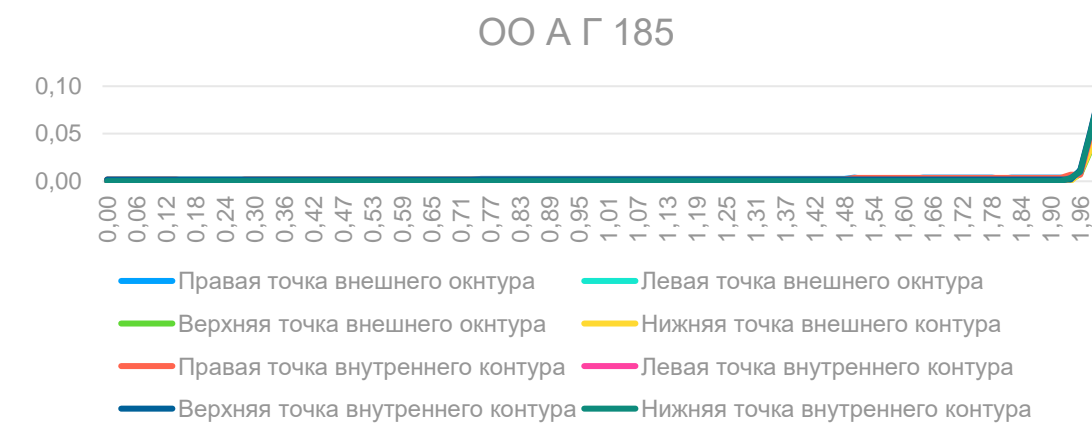 ОО А Г 185
0,10
0,05
0,00
0,00 0,06 0,12 0,18 0,24 0,30 0,36 0,42 0,47 0,53 0,59 0,65 0,71 0,77 0,83 0,89 0,95 1,01 1,07 1,13 1,19 1,25 1,31 1,37 1,42 1,48 1,54 1,60 1,66 1,72 1,78 1,84 1,90 1,96
Правая точка внешнего окнтура Левая точка внешнего окнтура
Верхняя точка внешнего окнтура Нижняя точка внешнего контура
Правая точка внутреннего контура Левая точка внутреннего контура
Верхняя точка внутреннего контура Нижняя точка внутреннего контура